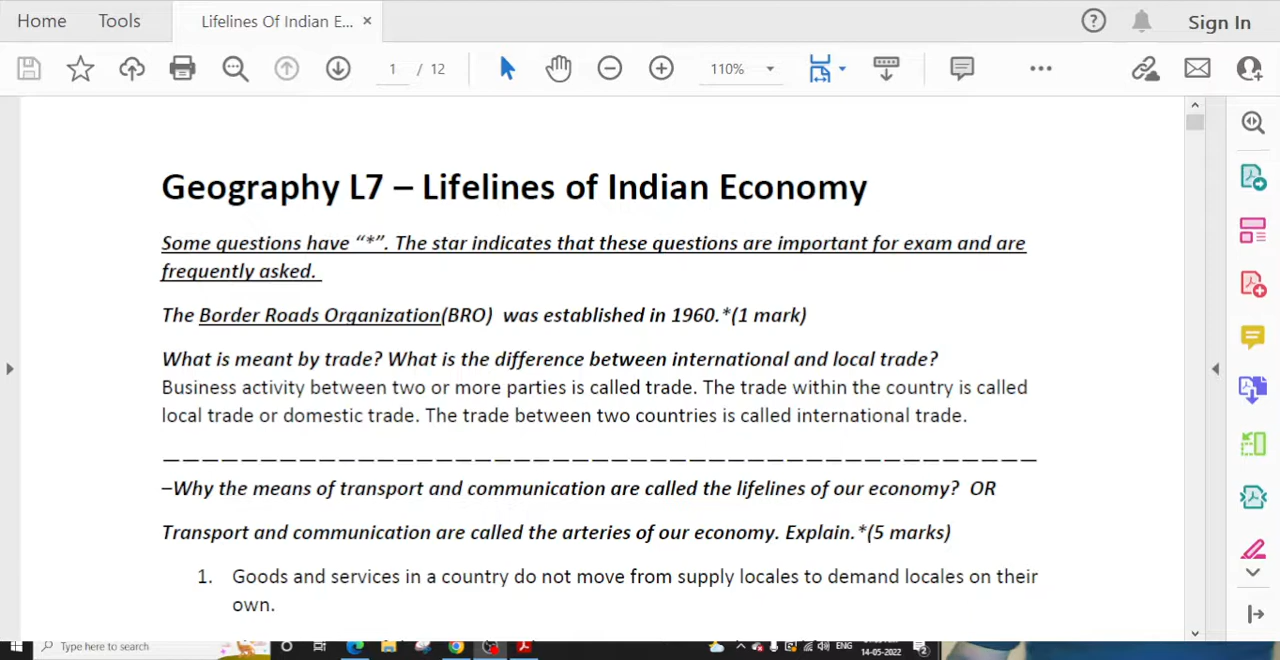 Home Tools Lifelines Of Indian E... × Sign In
1 / 12 110%
Geography L7 – Lifelines of Indian Economy
Some questions have “*”. The star indicates that these questions are important for exam and are
frequently asked.
The Border Roads Organization(BRO) was established in 1960.*(1 mark)
What is meant by trade? What is the difference between international and local trade?
Business activity between two or more parties is called trade. The trade within the country is called
local trade or domestic trade. The trade between two countries is called international trade.
–Why the means of transport and communication are called the lifelines of our economy? OR
Transport and communication are called the arteries of our economy. Explain.*(5 marks)
1. Goods and services in a country do not move from supply locales to demand locales on their
own.
Type here to search ENG 14-05-2022 2